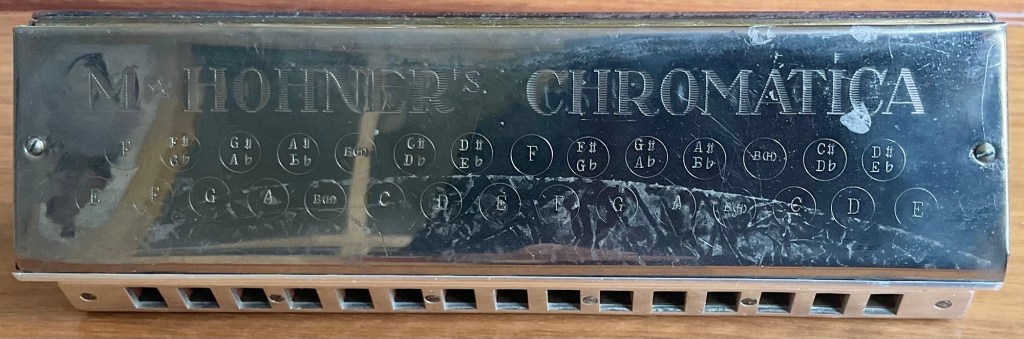 M★HOHNER's CHROMATICA
F F♯ G♭ G♯ A♭ A♯ B♭ B(H) C♯ D♭ D♯ E♭ F F♯ G♭ G♯ A♭ A♯ B♭ B(H) C♯ D♭ D♯ E♭
E F G A B(H) C D E F G A B(H) C D E